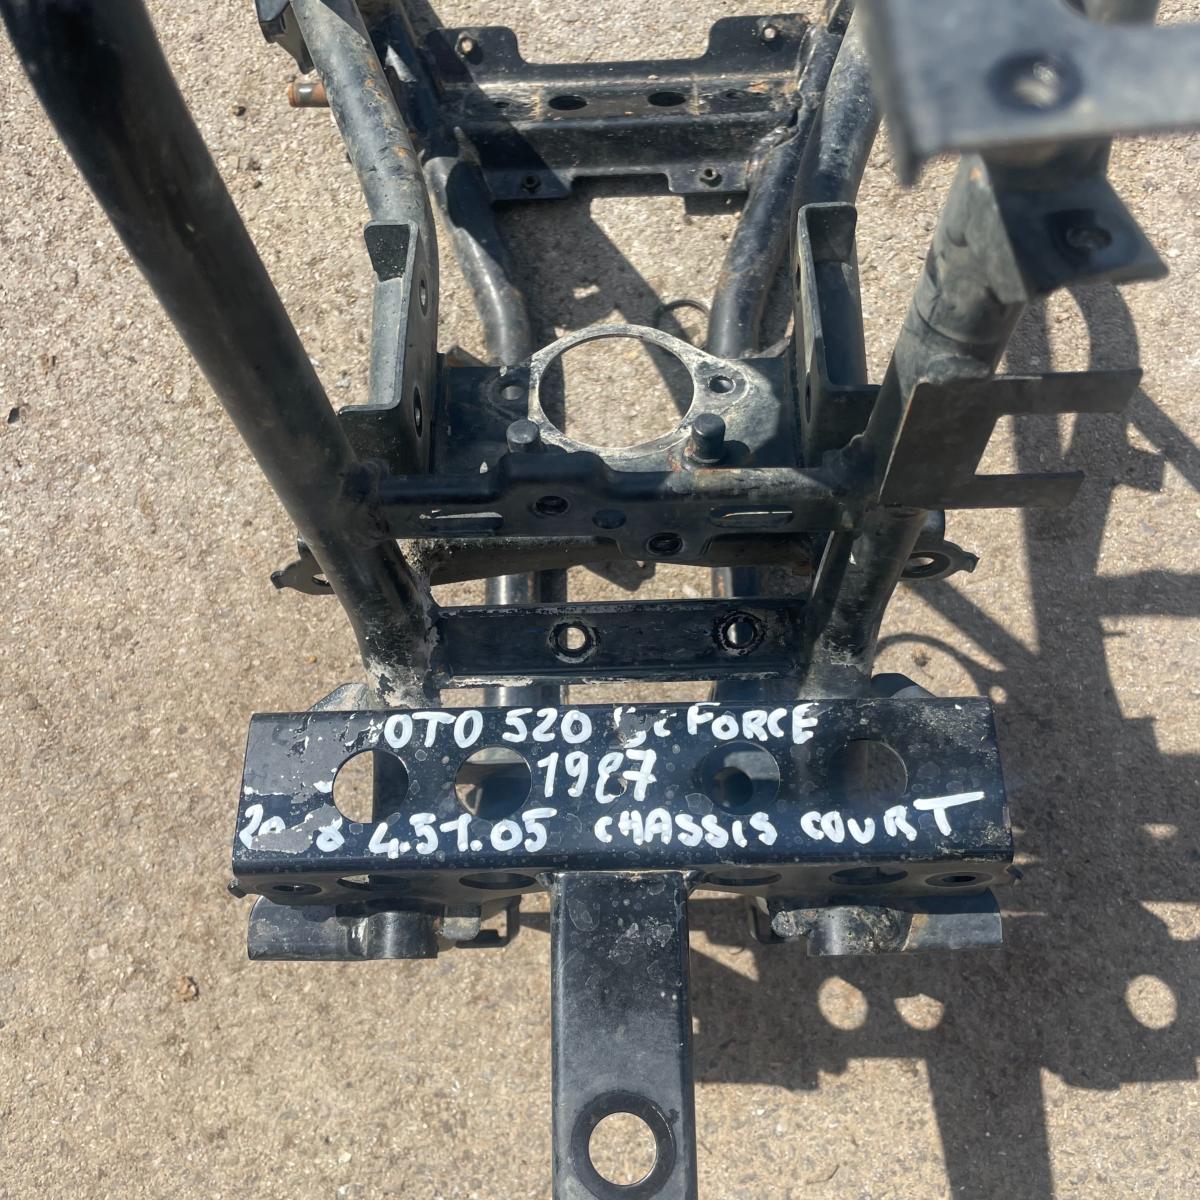 OTO 520 FORCE
1987
4.51.05 CHASSIS COURT